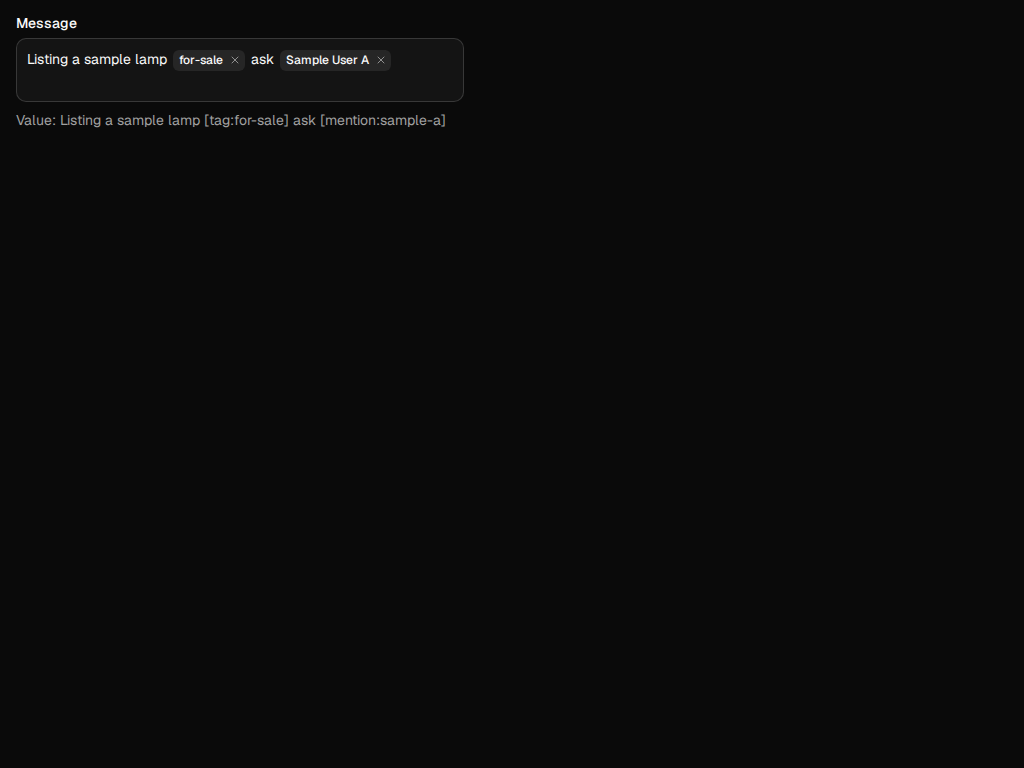 Message
Listing a sample lamp for-sale × ask Sample User A ×
Value: Listing a sample lamp [tag:for-sale] ask [mention:sample-a]